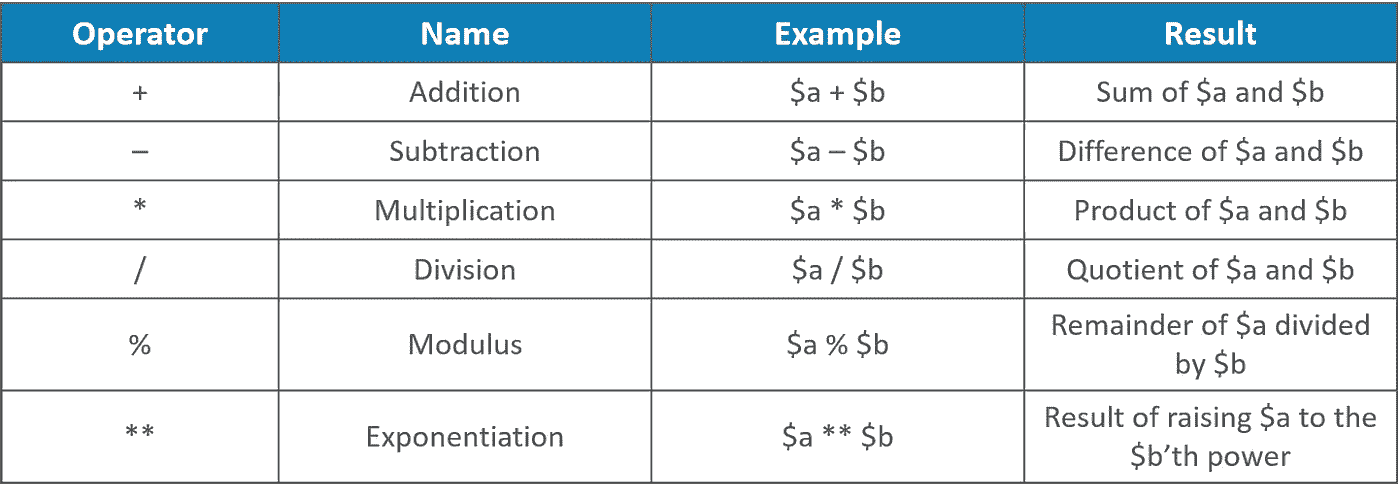 Operator Name Example Result
+ Addition $a + $b Sum of $a and $b
– Subtraction $a – $b Difference of $a and $b
* Multiplication $a * $b Product of $a and $b
/ Division $a / $b Quotient of $a and $b
% Modulus $a % $b Remainder of $a divided
by $b
** Exponentiation $a ** $b Result of raising $a to the
$b’th power